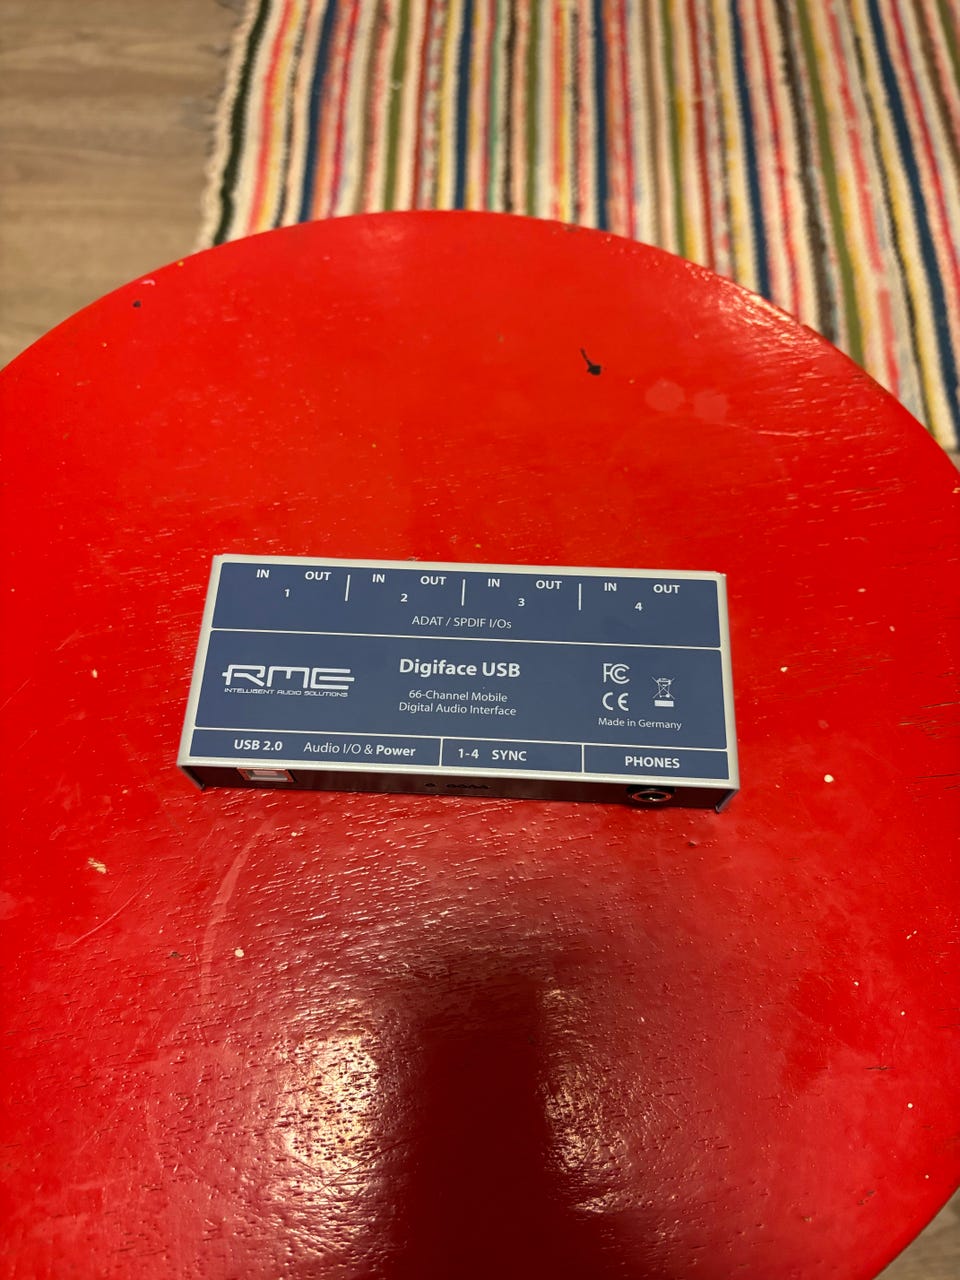 IN OUT IN OUT IN OUT IN OUT
1 2 3 4
ADAT / SPDIF I/Os
RME
INTELLIGENT AUDIO SOLUTIONS
Digiface USB
66-Channel Mobile
Digital Audio Interface
FC
CE
Made in Germany
USB 2.0 Audio I/O & Power
1-4 SYNC
PHONES